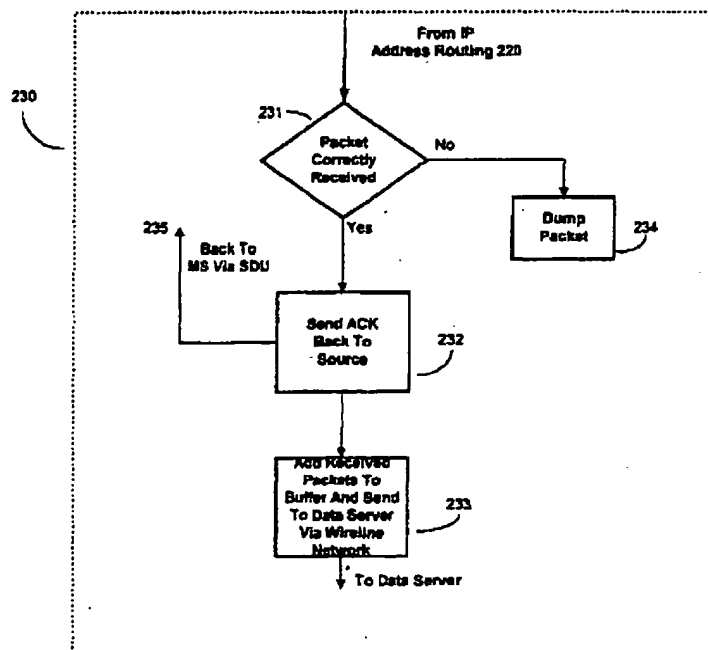 From IP
Address Routing 220
230
231
Packet
Correctly
Received
No
Dump
Packet
234
Yes
235
Back To
MS Via SDU
Send ACK
Back To
Source
232
Add Received
Packets To
Buffer And Send
To Data Server
Via Wireline
Network
233
To Data Server